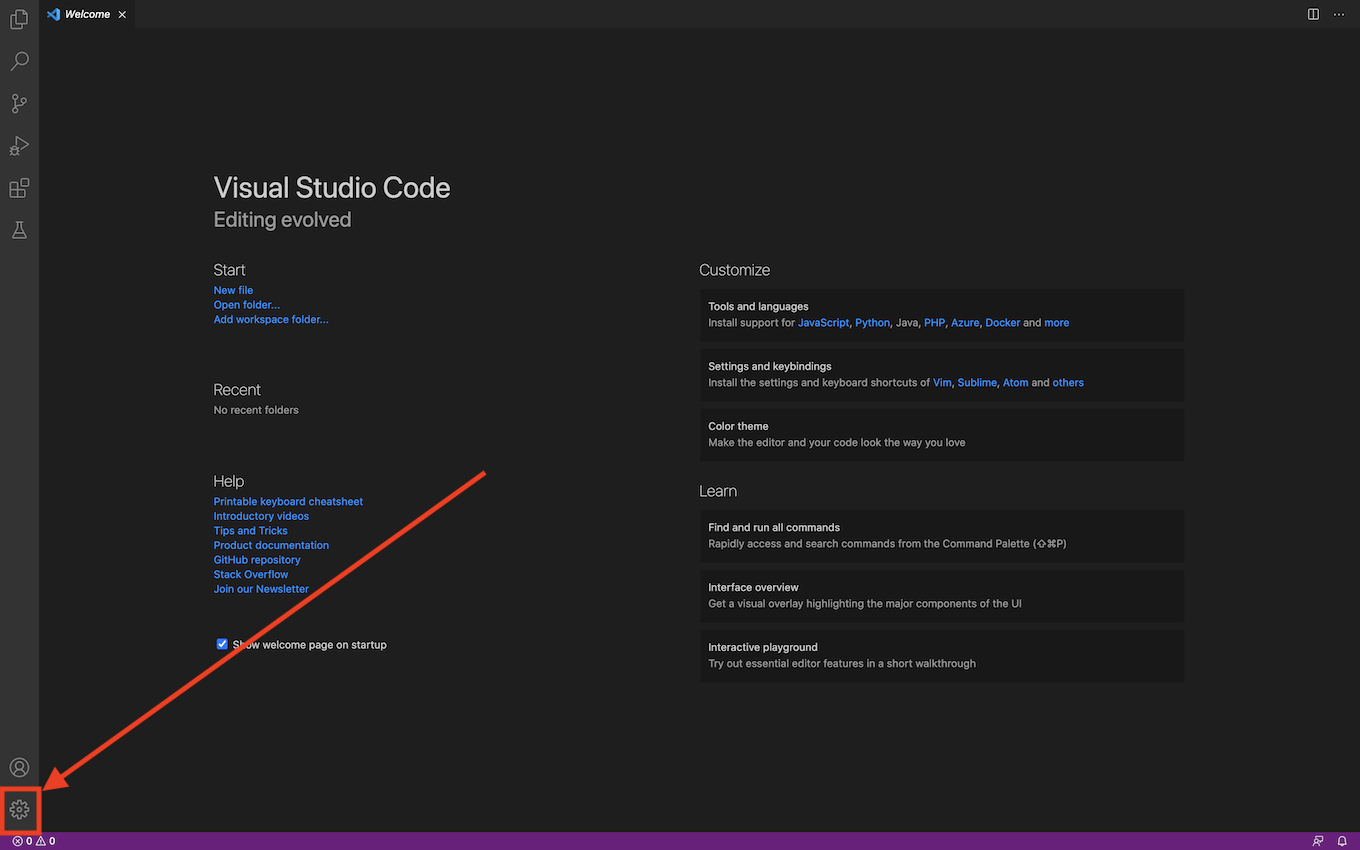 Welcome
Visual Studio Code
Editing evolved
Start
New file
Open folder...
Add workspace folder...
Recent
No recent folders
Help
Printable keyboard cheatsheet
Introductory videos
Tips and Tricks
Product documentation
GitHub repository
Stack Overflow
Join our Newsletter
Show welcome page on startup
Customize
Tools and languages
Install support for JavaScript, Python, Java, PHP, Azure, Docker and more
Settings and keybindings
Install the settings and keyboard shortcuts of Vim, Sublime, Atom and others
Color theme
Make the editor and your code look the way you love
Learn
Find and run all commands
Rapidly access and search commands from the Command Palette (⇧⌘P)
Interface overview
Get a visual overlay highlighting the major components of the UI
Interactive playground
Try out essential editor features in a short walkthrough
0 0